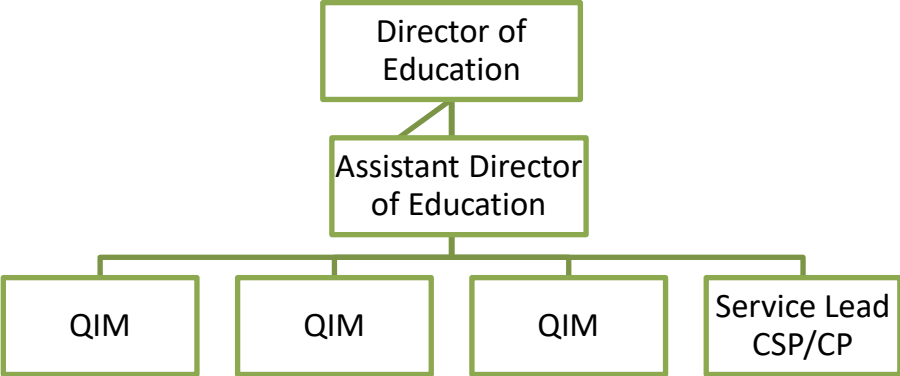 Director of
Education
Assistant Director
of Education
QIM
QIM
QIM
Service Lead
CSP/CP